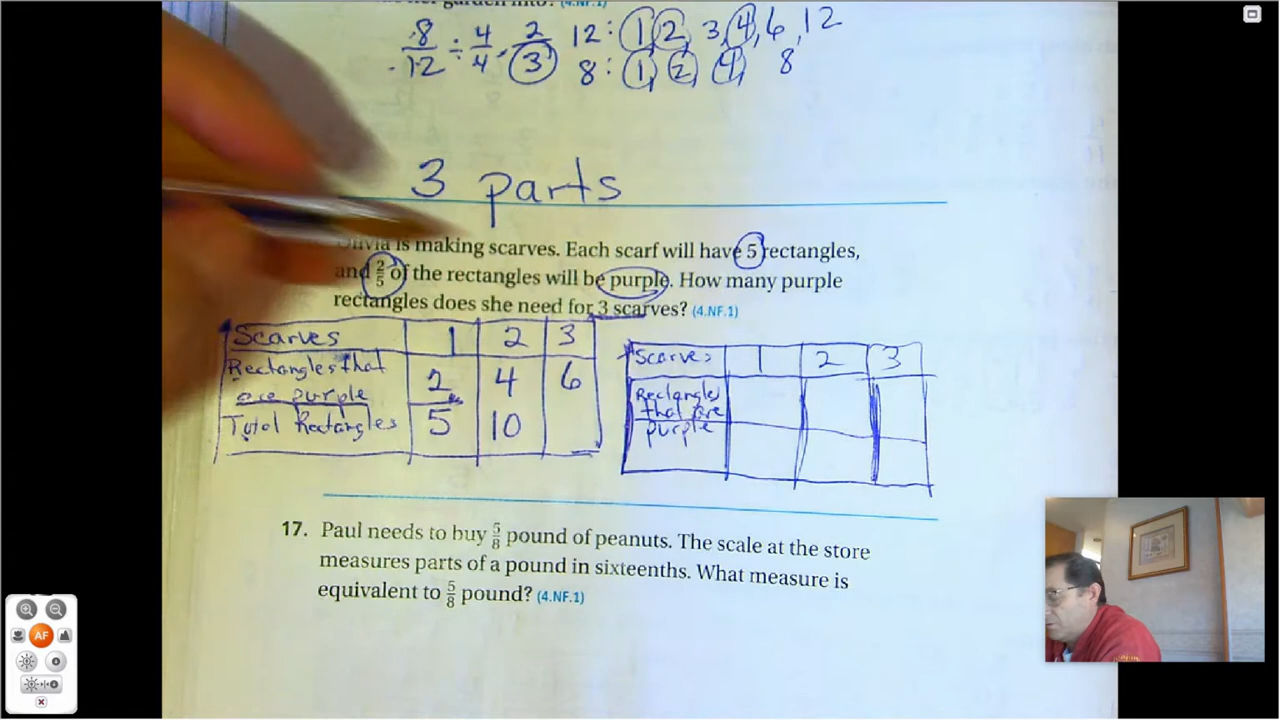 (4.NF.1)
8/12 ÷ 4/4 2/3 12: 1, 2, 3, 4, 6, 12
8: 1, 2, 4, 8
3 parts
Olivia is making scarves. Each scarf will have 5 rectangles,
and 2/5 of the rectangles will be purple. How many purple
rectangles does she need for 3 scarves? (4.NF.1)
Scarves 1 2 3
Rectangles that
are purple 2 4 6
Total Rectangles 5 10
Scarves 1 2 3
Rectangles
that are
purple
17. Paul needs to buy 5/8 pound of peanuts. The scale at the store
measures parts of a pound in sixteenths. What measure is
equivalent to 5/8 pound? (4.NF.1)
AF